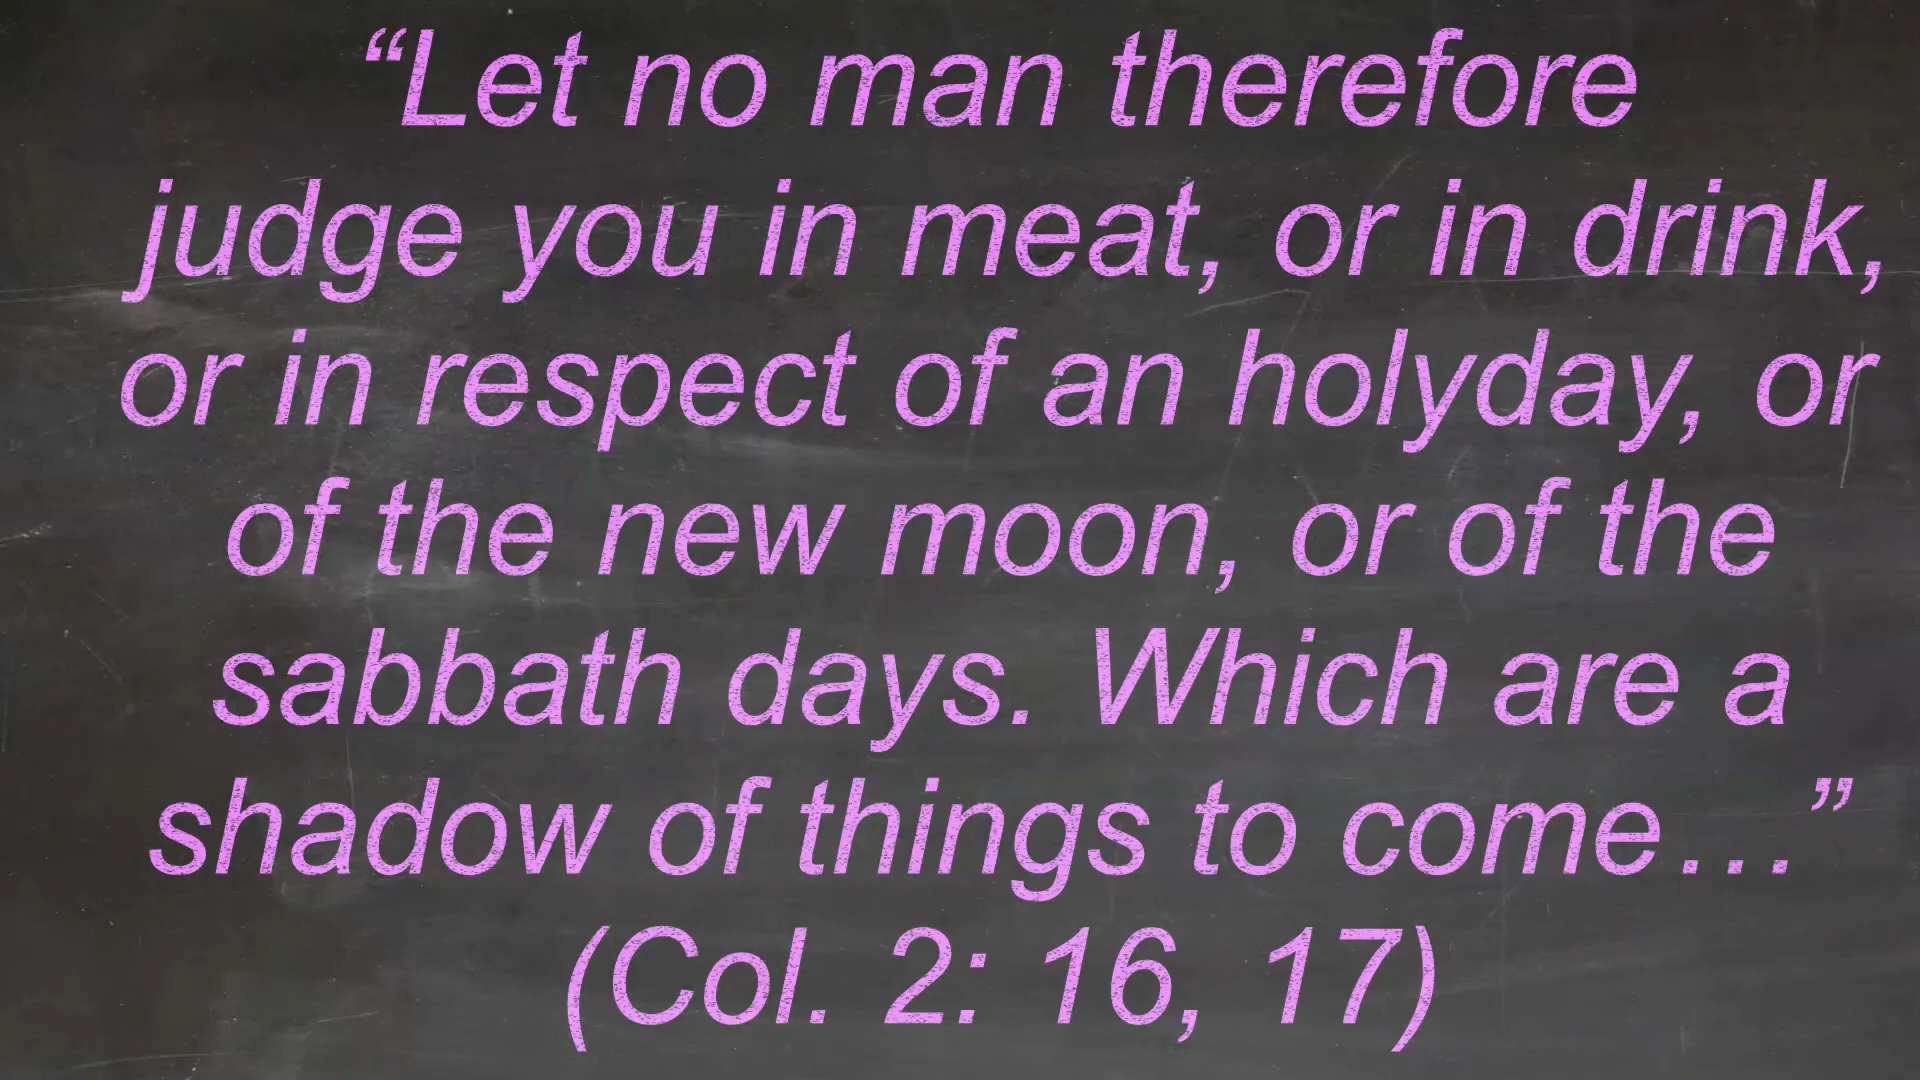 “Let no man therefore
judge you in meat, or in drink,
or in respect of an holyday, or
of the new moon, or of the
sabbath days. Which are a
shadow of things to come…”
(Col. 2: 16, 17)